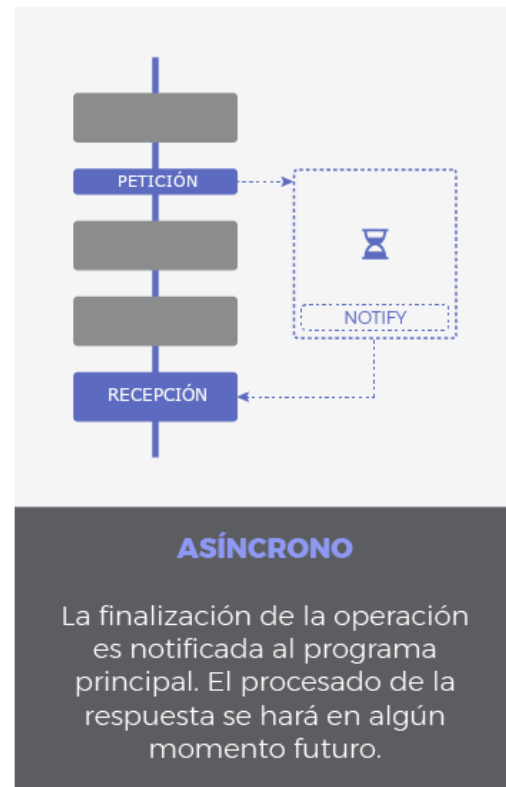 PETICIÓN
NOTIFY
RECEPCIÓN
ASÍNCRONO
La finalización de la operación
es notificada al programa
principal. El procesado de la
respuesta se hará en algún
momento futuro.